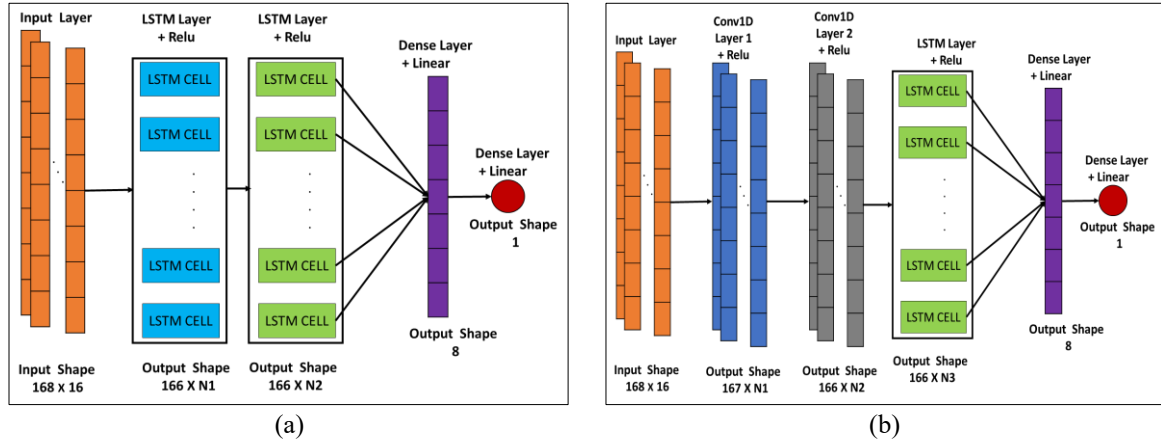 Input Layer
LSTM Layer
+ Relu
LSTM Layer
+ Relu
Dense Layer
+ Linear
LSTM CELL
LSTM CELL
LSTM CELL
LSTM CELL
LSTM CELL
LSTM CELL
LSTM CELL
LSTM CELL
Dense Layer
+ Linear
Output Shape
1
Output Shape
8
Input Shape
168 X 16
Output Shape
166 X N1
Output Shape
166 X N2
(a)
Input Layer
Conv1D
Layer 1
+ Relu
Conv1D
Layer 2
+ Relu
LSTM Layer
+ Relu
Dense Layer
+ Linear
LSTM CELL
LSTM CELL
LSTM CELL
LSTM CELL
Dense Layer
+ Linear
Output Shape
1
Output Shape
8
Input Shape
168 X 16
Output Shape
167 X N1
Output Shape
166 X N2
Output Shape
166 X N3
(b)